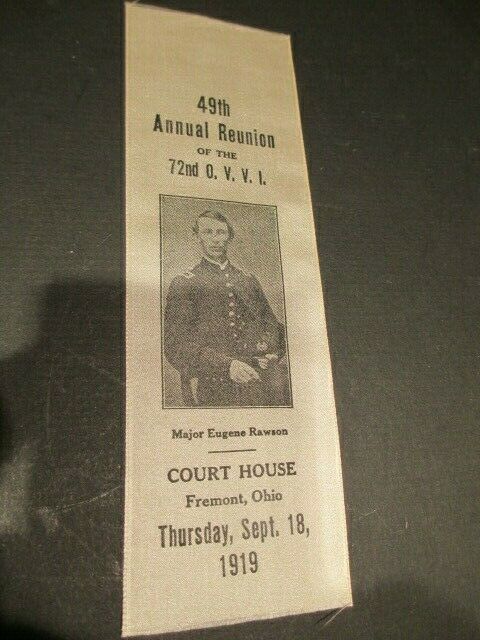 49th
Annual Reunion
OF THE
72nd O. V. V. I.
Major Eugene Rawson
COURT HOUSE
Fremont, Ohio
Thursday, Sept. 18,
1919